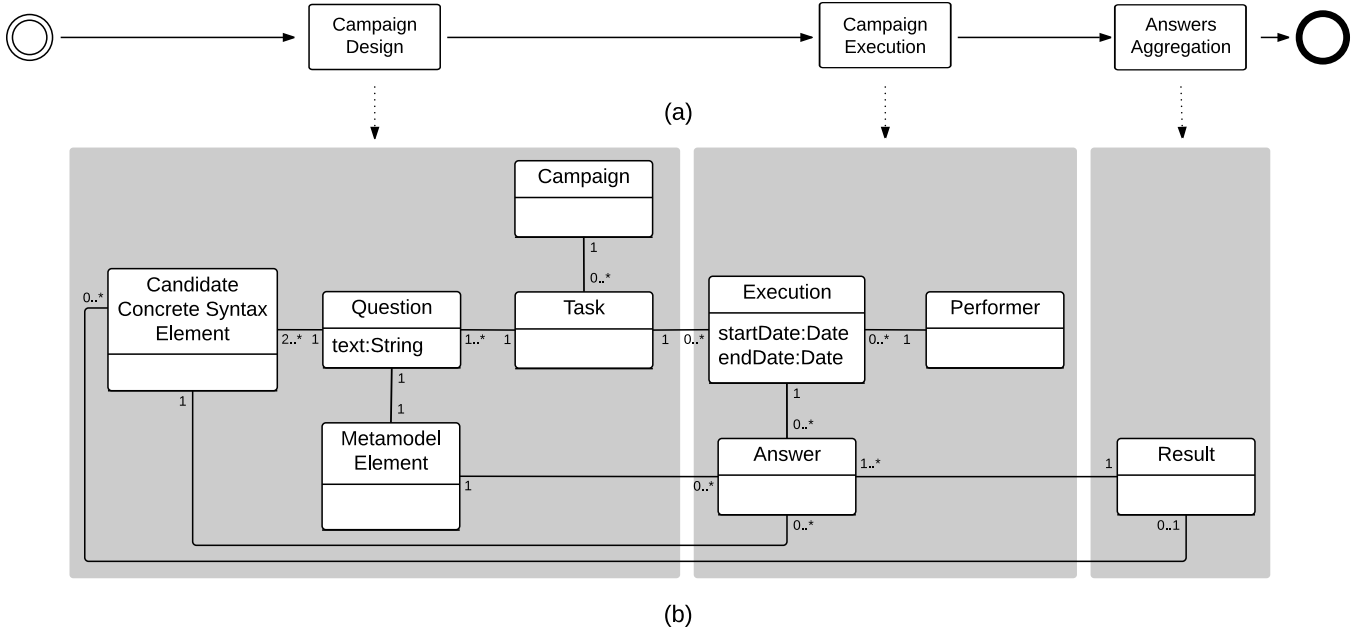 Campaign
Design
Campaign
Execution
Answers
Aggregation
(a)
Campaign
1
0..*
Candidate
Concrete Syntax
Element
0..*
2..*
1
Question
text:String
1..*
1
Task
1
0..*
Execution
startDate:Date
endDate:Date
0..*
1
Performer
1
1
1
1
0..*
Metamodel
Element
1
0..*
Answer
1..*
1
Result
0..*
0..1
(b)